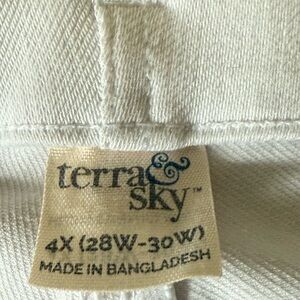 terra &
sky™
4X (28W-30W)
MADE IN BANGLADESH